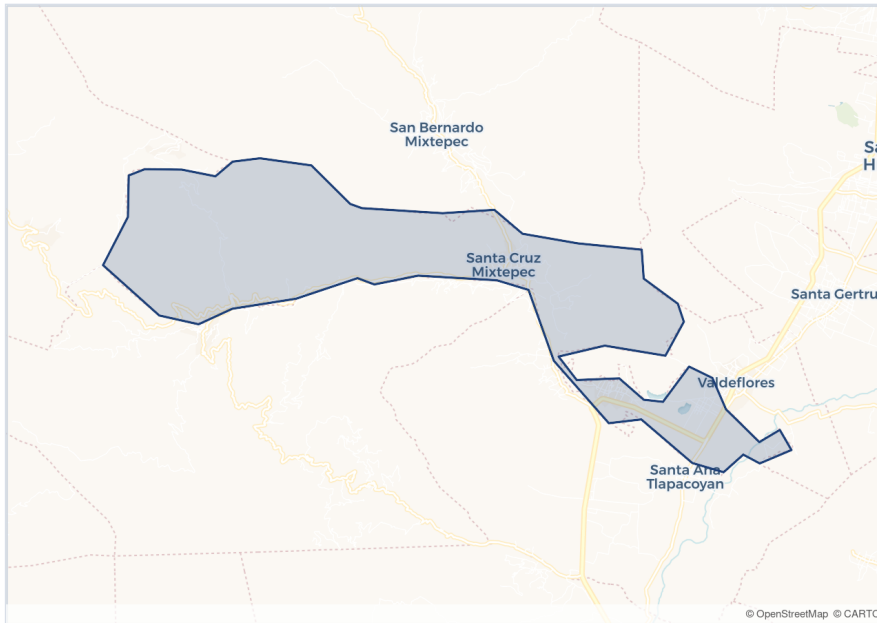 San Bernardo
Mixtepec
Santa Cruz
Mixtepec
Santa Gertru
Valdeflores
Santa Ana
Tlapacoyan
© OpenStreetMap © CARTO